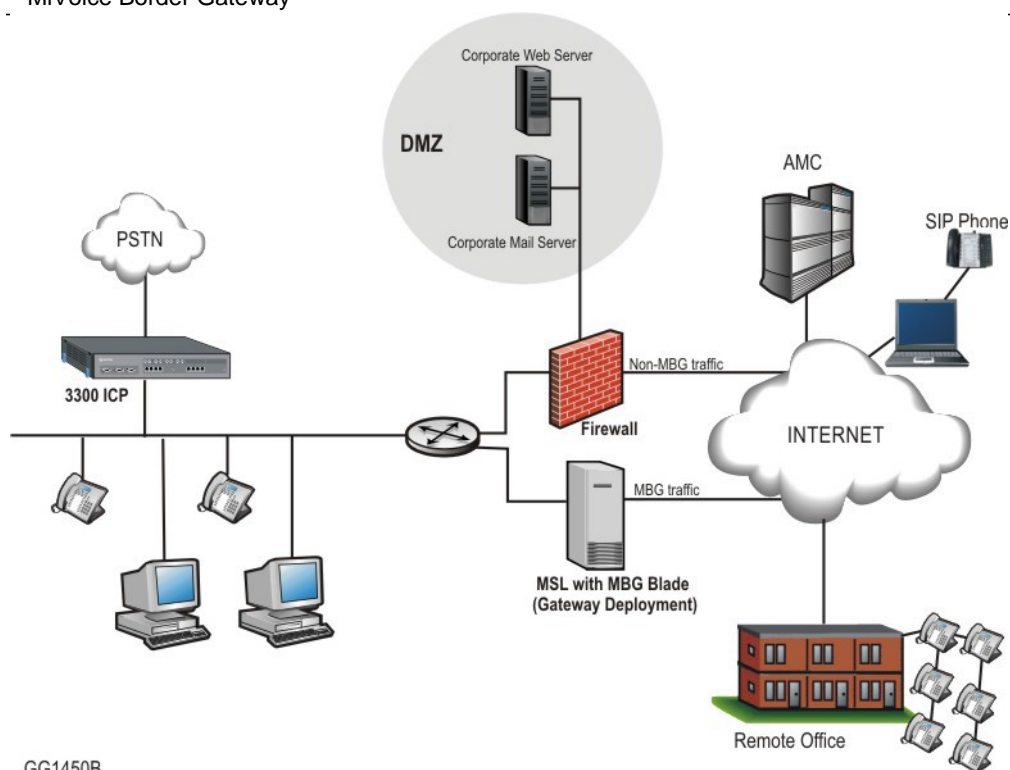 MiVoice Border Gateway
Corporate Web Server
DMZ
Corporate Mail Server
AMC
SIP Phone
PSTN
3300 ICP
Non-MBG traffic
Firewall
INTERNET
MBG traffic
MSL with MBG Blade
(Gateway Deployment)
Remote Office
GG1450B